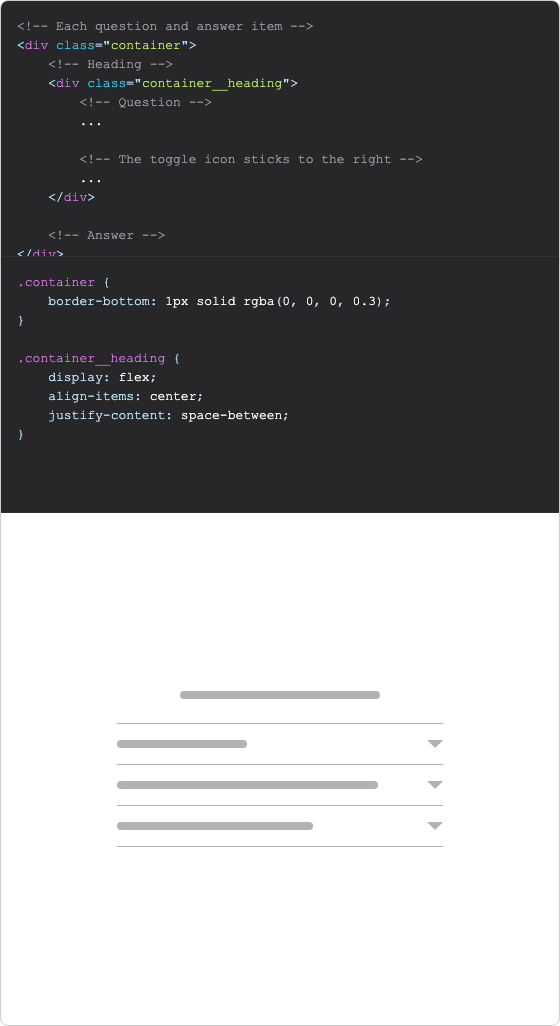 <!-- Each question and answer item -->
<div class="container">
    <!-- Heading -->
    <div class="container__heading">
        <!-- Question -->
        ...

        <!-- The toggle icon sticks to the right -->
        ...
    </div>

    <!-- Answer -->
</div>
.container {
    border-bottom: 1px solid rgba(0, 0, 0, 0.3);
}

.container__heading {
    display: flex;
    align-items: center;
    justify-content: space-between;
}